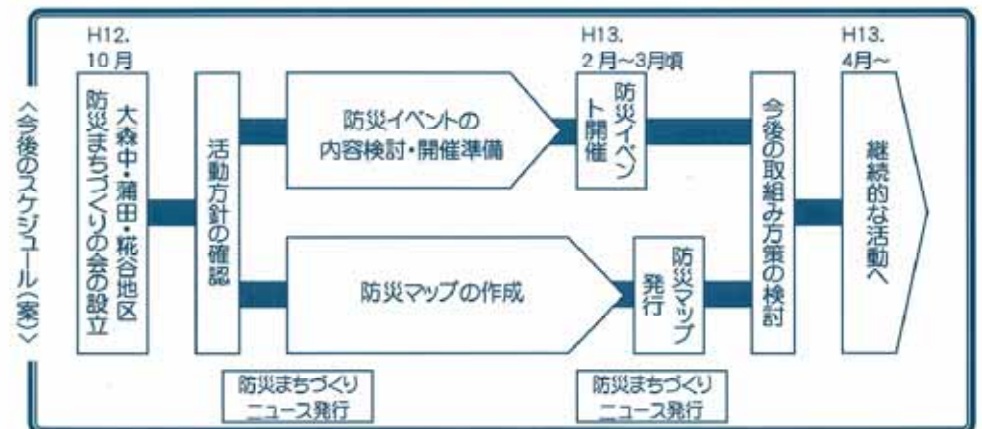 <今後のスケジュール(案)>
H12.
10月
大森中・蒲田・糀谷地区
防災まちづくりの会の設立
活動方針の確認
防災イベントの
内容検討・開催準備
H13.
2月～3月頃
防災イベン
ト開催
防災マップの作成
防災マップ
発行
今後の取組み方策の検討
H13.
4月～
継続的な活動へ
防災まちづくり
ニュース発行
防災まちづくり
ニュース発行